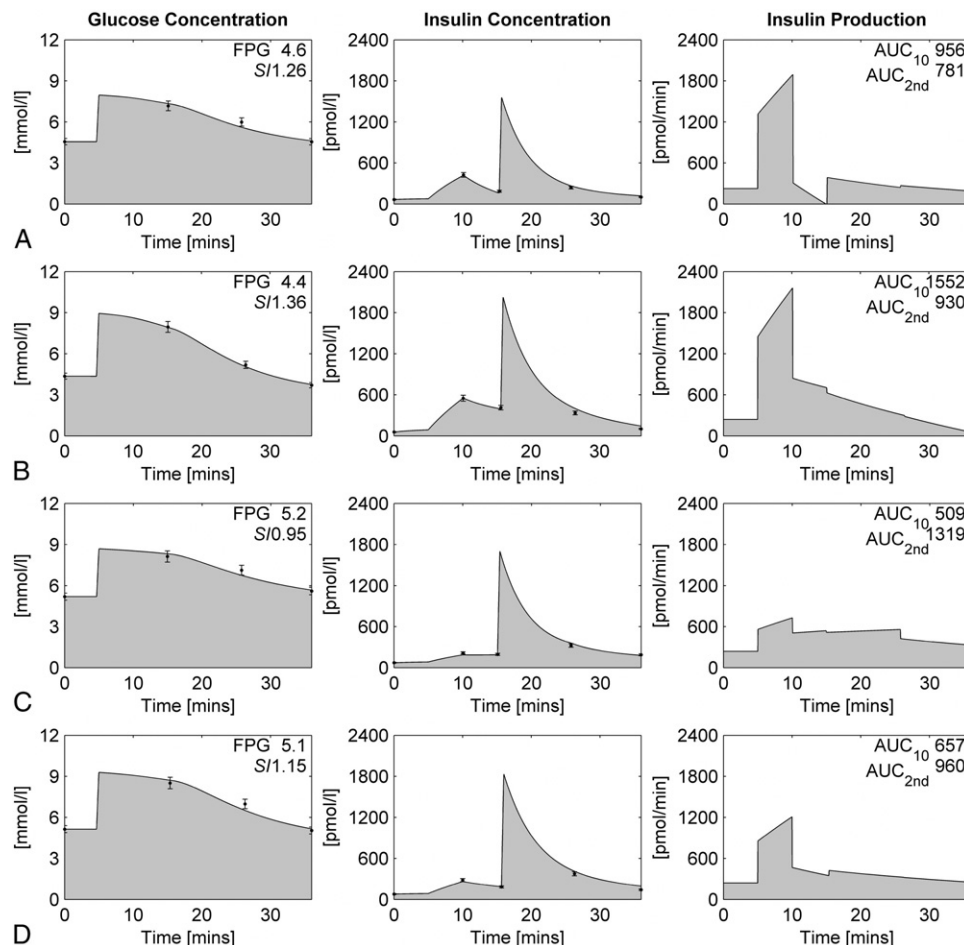 Glucose Concentration Insulin Concentration Insulin Production
[mmol/l]
12
9
6
3
0
FPG 4.6
SI1.26
0 10 20 30
Time [mins]
[pmol/l]
2400
1800
1200
600
0
0 10 20 30
Time [mins]
[pmol/min]
2400
1800
1200
600
0
AUC10 956
AUC2nd 781
0 10 20 30
Time [mins]
A
[mmol/l]
12
9
6
3
0
FPG 4.4
SI1.36
0 10 20 30
Time [mins]
[pmol/l]
2400
1800
1200
600
0
0 10 20 30
Time [mins]
[pmol/min]
2400
1800
1200
600
0
AUC10 1552
AUC2nd 930
0 10 20 30
Time [mins]
B
[mmol/l]
12
9
6
3
0
FPG 5.2
SI0.95
0 10 20 30
Time [mins]
[pmol/l]
2400
1800
1200
600
0
0 10 20 30
Time [mins]
[pmol/min]
2400
1800
1200
600
0
AUC10 509
AUC2nd 1319
0 10 20 30
Time [mins]
C
[mmol/l]
12
9
6
3
0
FPG 5.1
SI1.15
0 10 20 30
Time [mins]
[pmol/l]
2400
1800
1200
600
0
0 10 20 30
Time [mins]
[pmol/min]
2400
1800
1200
600
0
AUC10 657
AUC2nd 960
0 10 20 30
Time [mins]
D